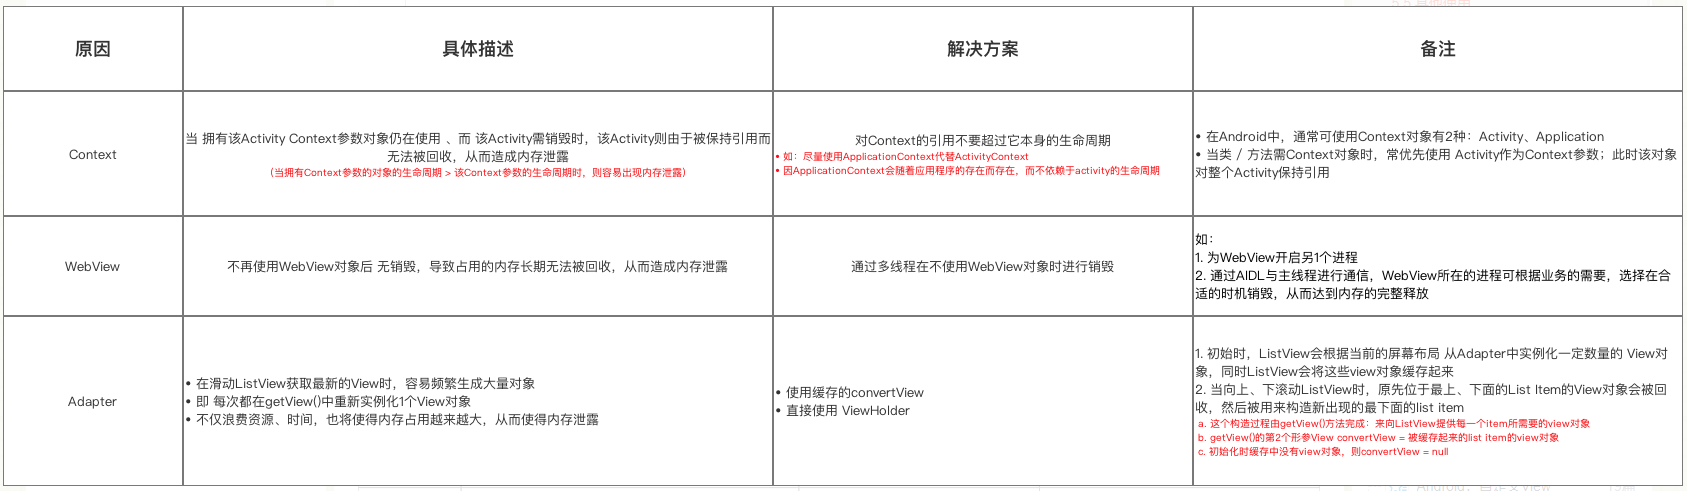 原因
具体描述
解决方案
备注
Context
当 拥有该Activity Context参数对象仍在使用 、而 该Activity需销毁时，该Activity则由于被保持引用而
无法被回收，从而造成内存泄露
（当拥有Context参数的对象的生命周期 > 该Context参数的生命周期时，则容易出现内存泄露）
对Context的引用不要超过它本身的生命周期
• 如：尽量使用ApplicationContext代替ActivityContext
• 因ApplicationContext会随着应用程序的存在而存在，而不依赖于activity的生命周期
• 在Android中，通常可使用Context对象有2种：Activity、Application
• 当类 / 方法需Context对象时，常优先使用 Activity作为Context参数；此时该对象
对整个Activity保持引用
WebView
不再使用WebView对象后 无销毁，导致占用的内存长期无法被回收，从而造成内存泄露
通过多线程在不使用WebView对象时进行销毁
如：
1. 为WebView开启另1个进程
2. 通过AIDL与主线程进行通信，WebView所在的进程可根据业务的需要，选择在合
适的时机销毁，从而达到内存的完整释放
Adapter
• 在滑动ListView获取最新的View时，容易频繁生成大量对象
• 即 每次都在getView()中重新实例化1个View对象
• 不仅浪费资源、时间，也将使得内存占用越来越大，从而使得内存泄露
• 使用缓存的convertView
• 直接使用 ViewHolder
1. 初始时，ListView会根据当前的屏幕布局 从Adapter中实例化一定数量的 View对
象，同时ListView会将这些view对象缓存起来
2. 当向上、下滚动ListView时，原先位于最上、下面的List Item的View对象会被回
收，然后被用来构造新出现的最下面的list item
a. 这个构造过程由getView()方法完成：来向ListView提供每一个item所需要的view对象
b. getView()的第2个形参View convertView = 被缓存起来的list item的view对象
c. 初始化时缓存中没有view对象，则convertView = null